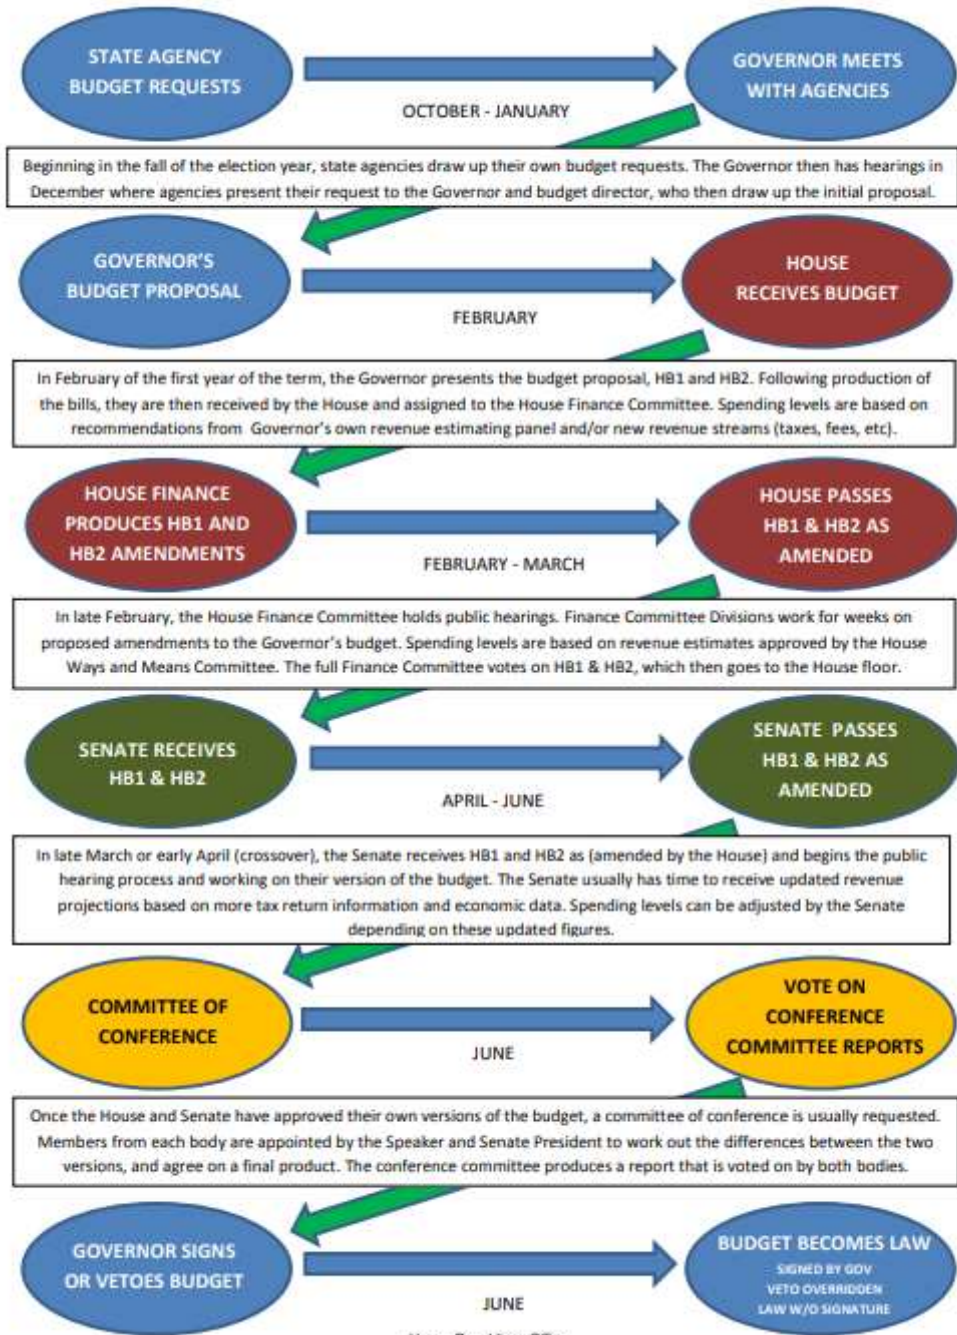 STATE AGENCY
BUDGET REQUESTS
GOVERNOR MEETS
WITH AGENCIES
OCTOBER - JANUARY
Beginning in the fall of the election year, state agencies draw up their own budget requests. The Governor then has hearings in
December where agencies present their request to the Governor and budget director, who then draw up the initial proposal.
GOVERNOR'S
BUDGET PROPOSAL
HOUSE
RECEIVES BUDGET
FEBRUARY
In February of the first year of the term, the Governor presents the budget proposal, HB1 and HB2. Following production of
the bills, they are then received by the House and assigned to the House Finance Committee. Spending levels are based on
recommendations from Governor's own revenue estimating panel and/or new revenue streams (taxes, fees, etc).
HOUSE FINANCE
PRODUCES HB1 AND
HB2 AMENDMENTS
HOUSE PASSES
HB1 & HB2 AS
AMENDED
FEBRUARY - MARCH
In late February, the House Finance Committee holds public hearings. Finance Committee Divisions work for weeks on
proposed amendments to the Governor's budget. Spending levels are based on revenue estimates approved by the House
Ways and Means Committee. The full Finance Committee votes on HB1 & HB2, which then goes to the House floor.
SENATE RECEIVES
HB1 & HB2
SENATE PASSES
HB1 & HB2 AS
AMENDED
APRIL - JUNE
In late March or early April (crossover), the Senate receives HB1 and HB2 as (amended by the House) and begins the public
hearing process and working on their version of the budget. The Senate usually has time to receive updated revenue
projections based on more tax return information and economic data. Spending levels can be adjusted by the Senate
depending on these updated figures.
COMMITTEE OF
CONFERENCE
VOTE ON
CONFERENCE
COMMITTEE REPORTS
JUNE
Once the House and Senate have approved their own versions of the budget, a committee of conference is usually requested.
Members from each body are appointed by the Speaker and Senate President to work out the differences between the two
versions, and agree on a final product. The conference committee produces a report that is voted on by both bodies.
GOVERNOR SIGNS
OR VETOES BUDGET
BUDGET BECOMES LAW
SIGNED BY GOV
VETO OVERRIDDEN
LAW W/O SIGNATURE
JUNE